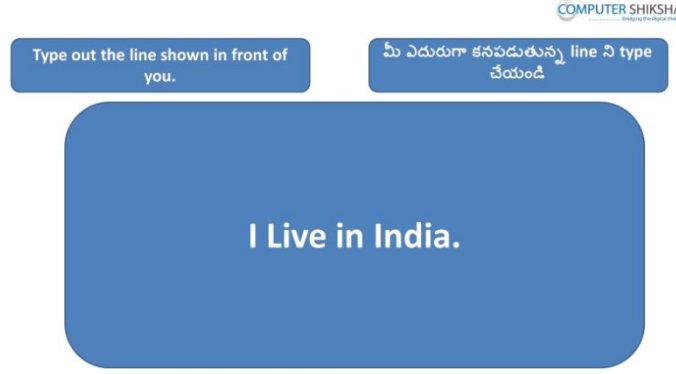 COMPUTER SHIKSHA
Type out the line shown in front of
you.
మీ ఎదురుగా కనపడుతున్న line ని type
చేయండి
I Live in India.